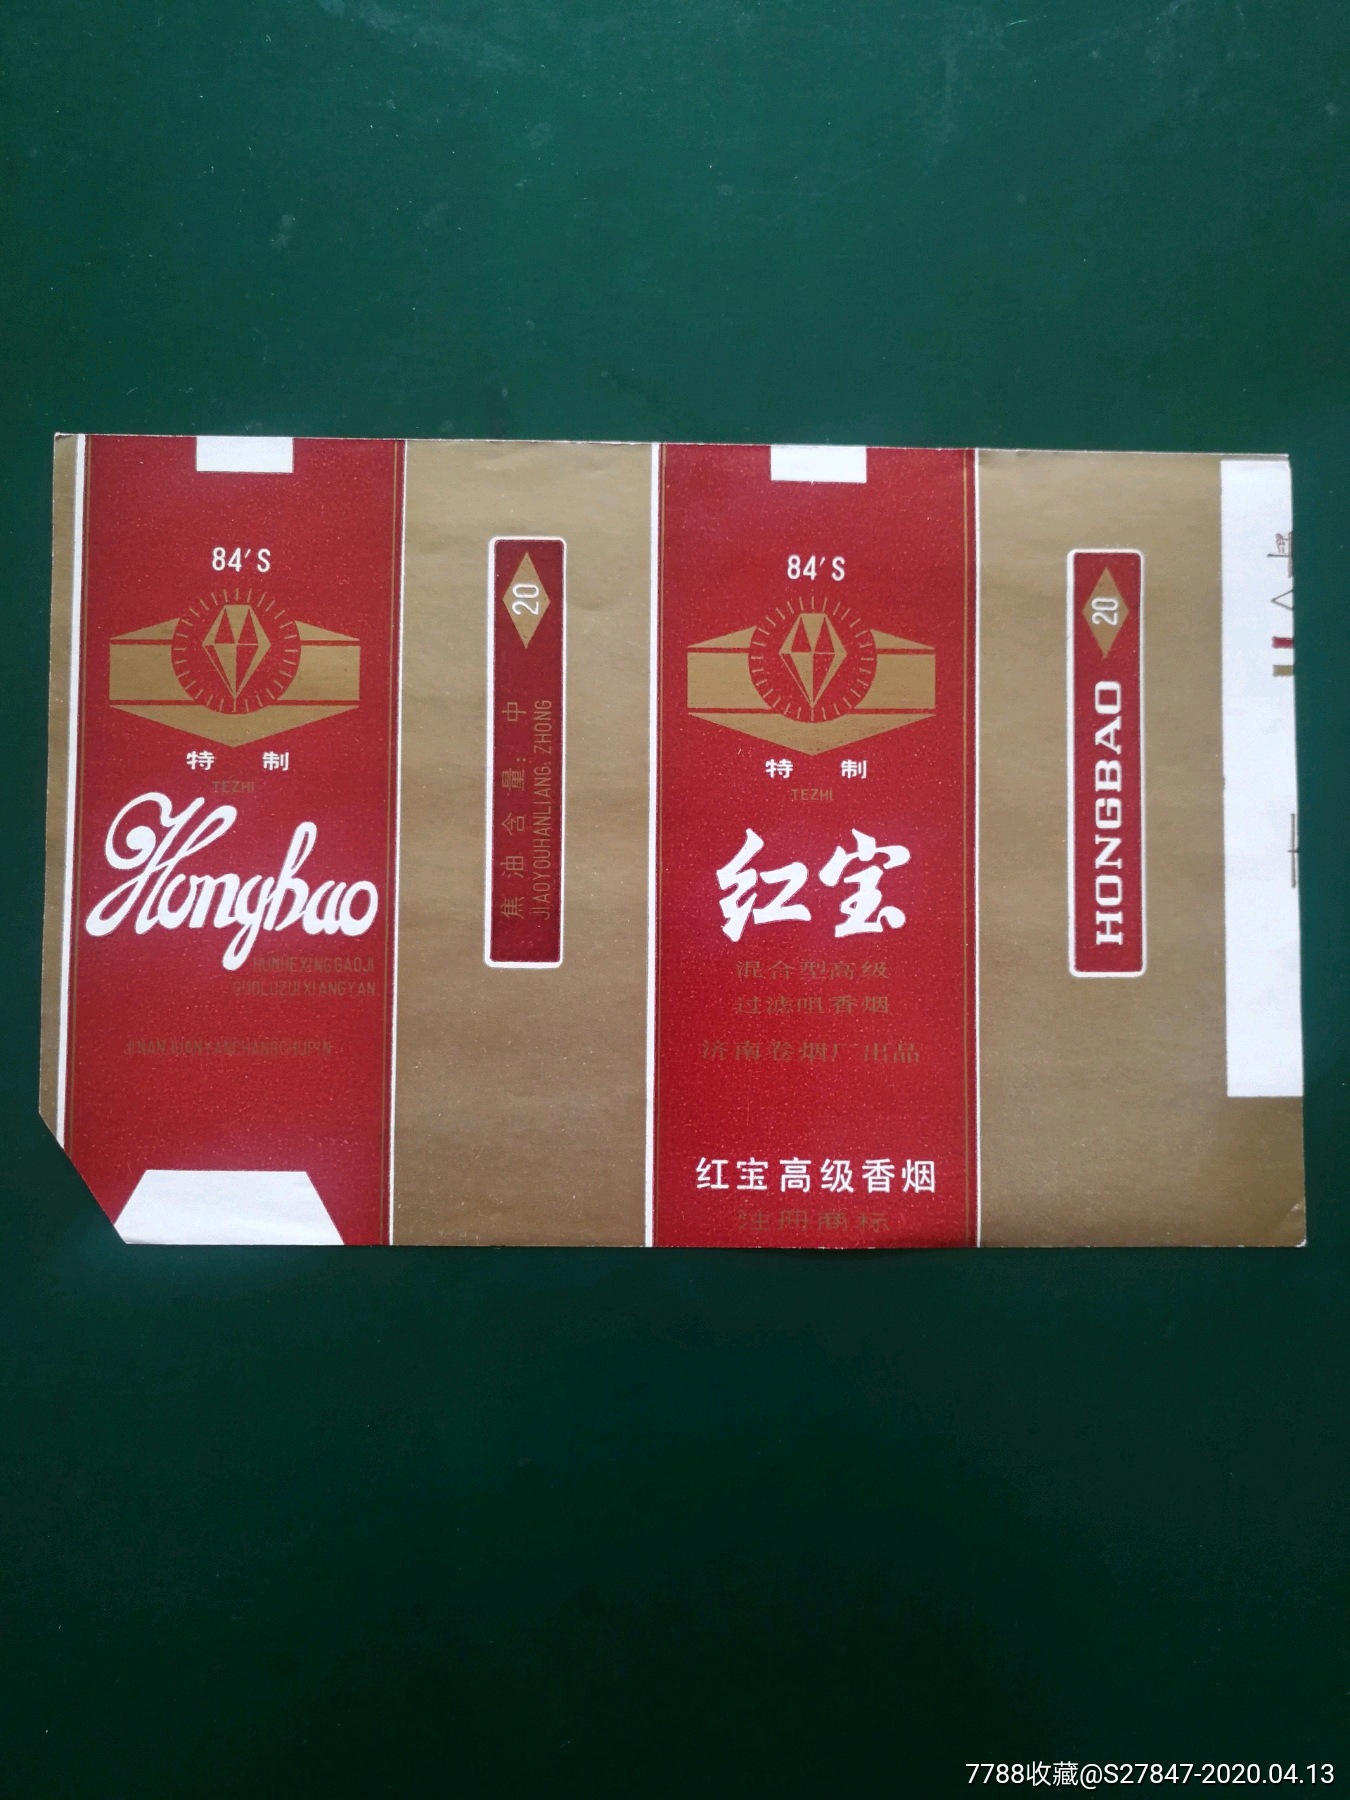 84'S
特 制
TEZHI
Hongbao
HUNHEXINGGAOJI
GUOLUZUIXIANGYAN
JINANJUANYANCHANGCHUPIN
20
焦油含量：中
JIAOYOUHANLIANG. ZHONG
84'S
特 制
TEZHI
红宝
混合型高级
过滤咀香烟
济南卷烟厂出品
红宝高级香烟
注册商标
20
HONGBAO
7788收藏@S27847-2020.04.13